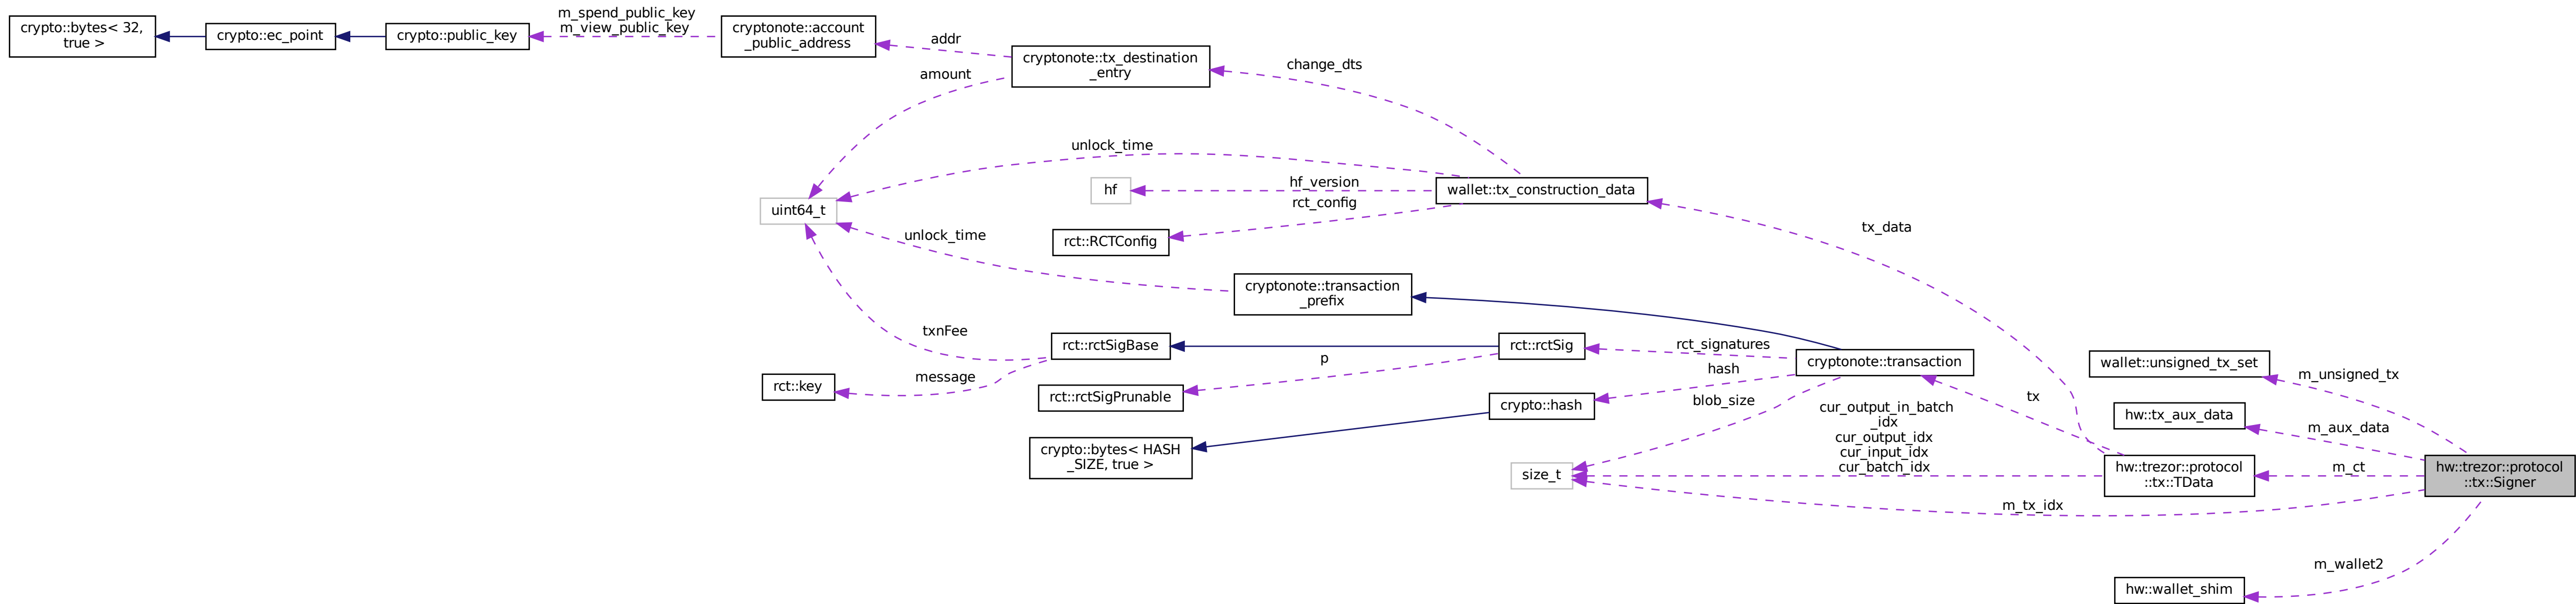 crypto::bytes< 32,
true >
crypto::ec_point
crypto::public_key
m_spend_public_key
m_view_public_key
cryptonote::account
_public_address
addr
amount
cryptonote::tx_destination
_entry
change_dts
unlock_time
uint64_t
hf
hf_version
rct_config
wallet::tx_construction_data
rct::RCTConfig
unlock_time
tx_data
cryptonote::transaction
_prefix
txnFee
rct::rctSigBase
rct::rctSig
rct_signatures
cryptonote::transaction
p
hash
message
rct::key
rct::rctSigPrunable
crypto::hash
blob_size
tx
wallet::unsigned_tx_set
m_unsigned_tx
hw::tx_aux_data
m_aux_data
crypto::bytes< HASH
_SIZE, true >
size_t
cur_output_in_batch
_idx
cur_output_idx
cur_input_idx
cur_batch_idx
hw::trezor::protocol
::tx::TData
m_ct
hw::trezor::protocol
::tx::Signer
m_tx_idx
m_wallet2
hw::wallet_shim